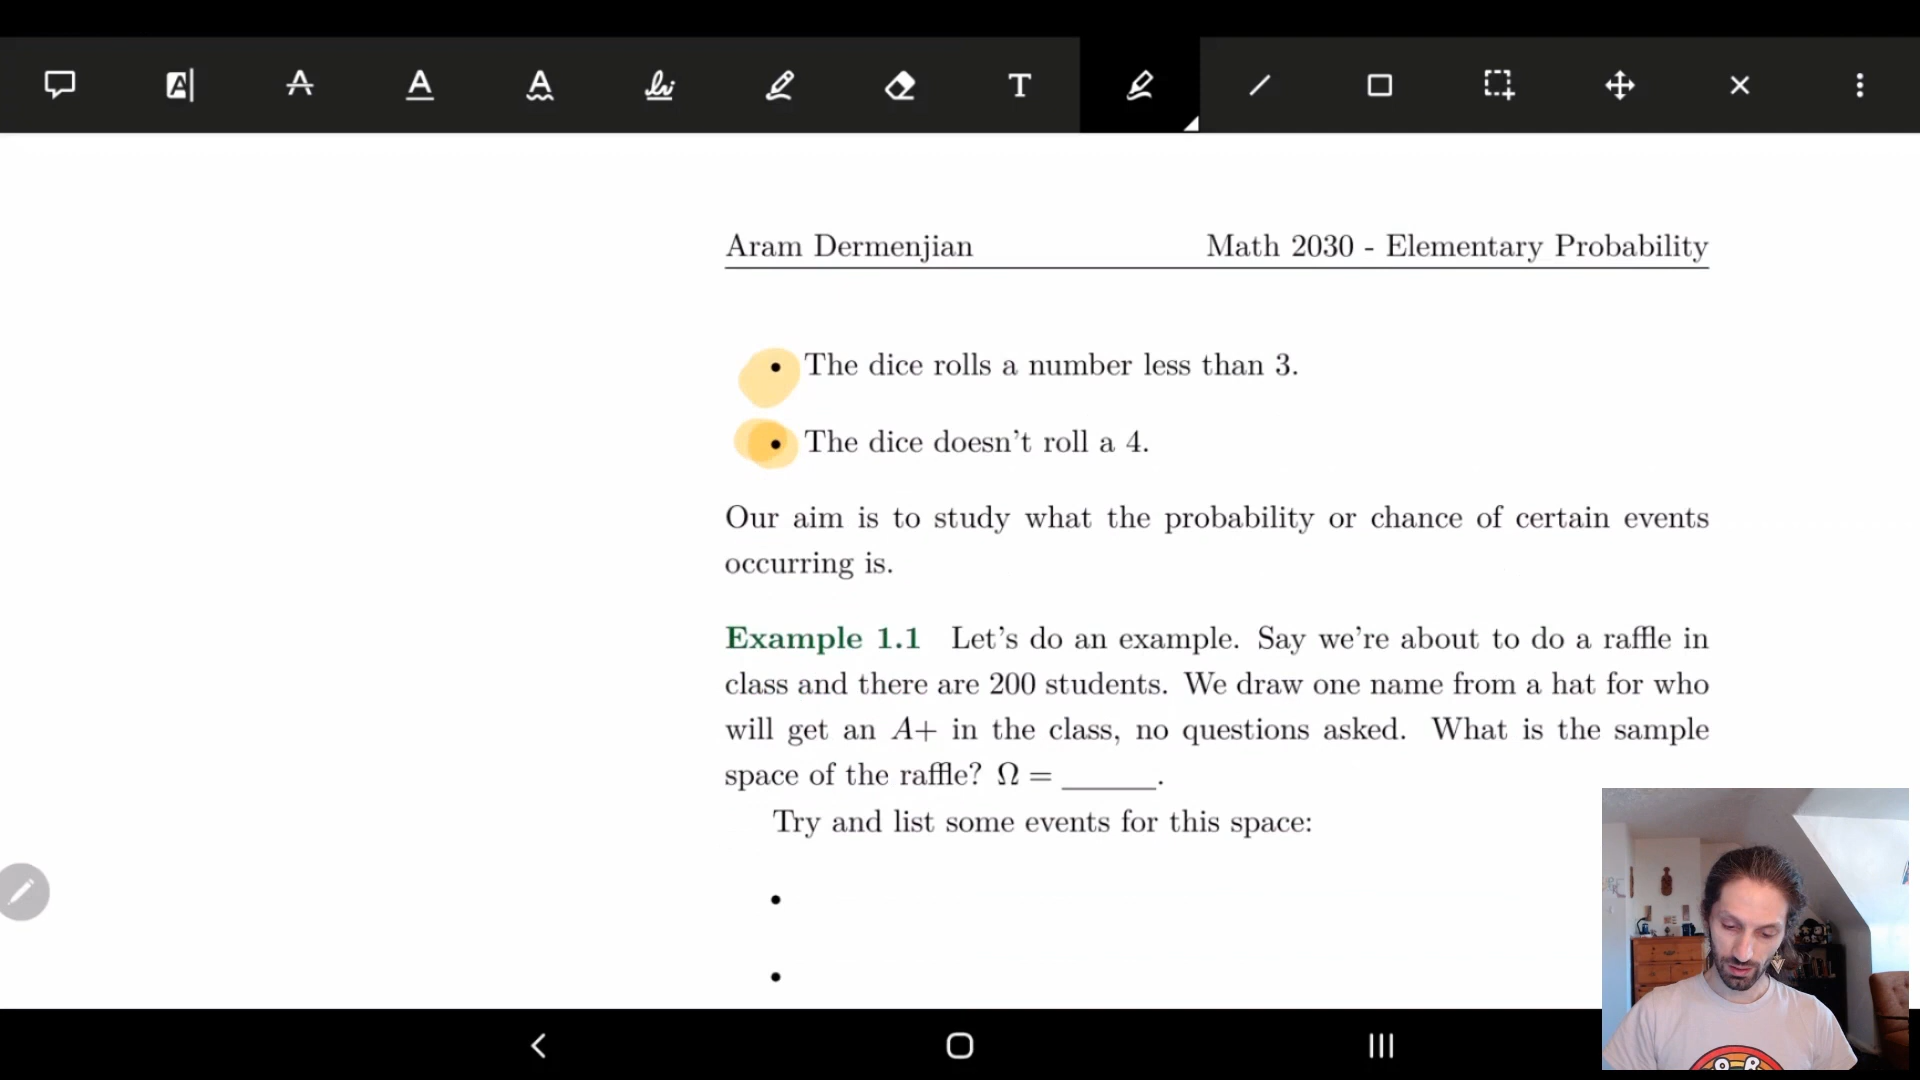 Aram Dermenjian Math 2030 - Elementary Probability
• The dice rolls a number less than 3.
• The dice doesn't roll a 4.
Our aim is to study what the probability or chance of certain events
occurring is.
Example 1.1 Let's do an example. Say we're about to do a raffle in
class and there are 200 students. We draw one name from a hat for who
will get an A+ in the class, no questions asked. What is the sample
space of the raffle? Ω = ______.
Try and list some events for this space:
•
•